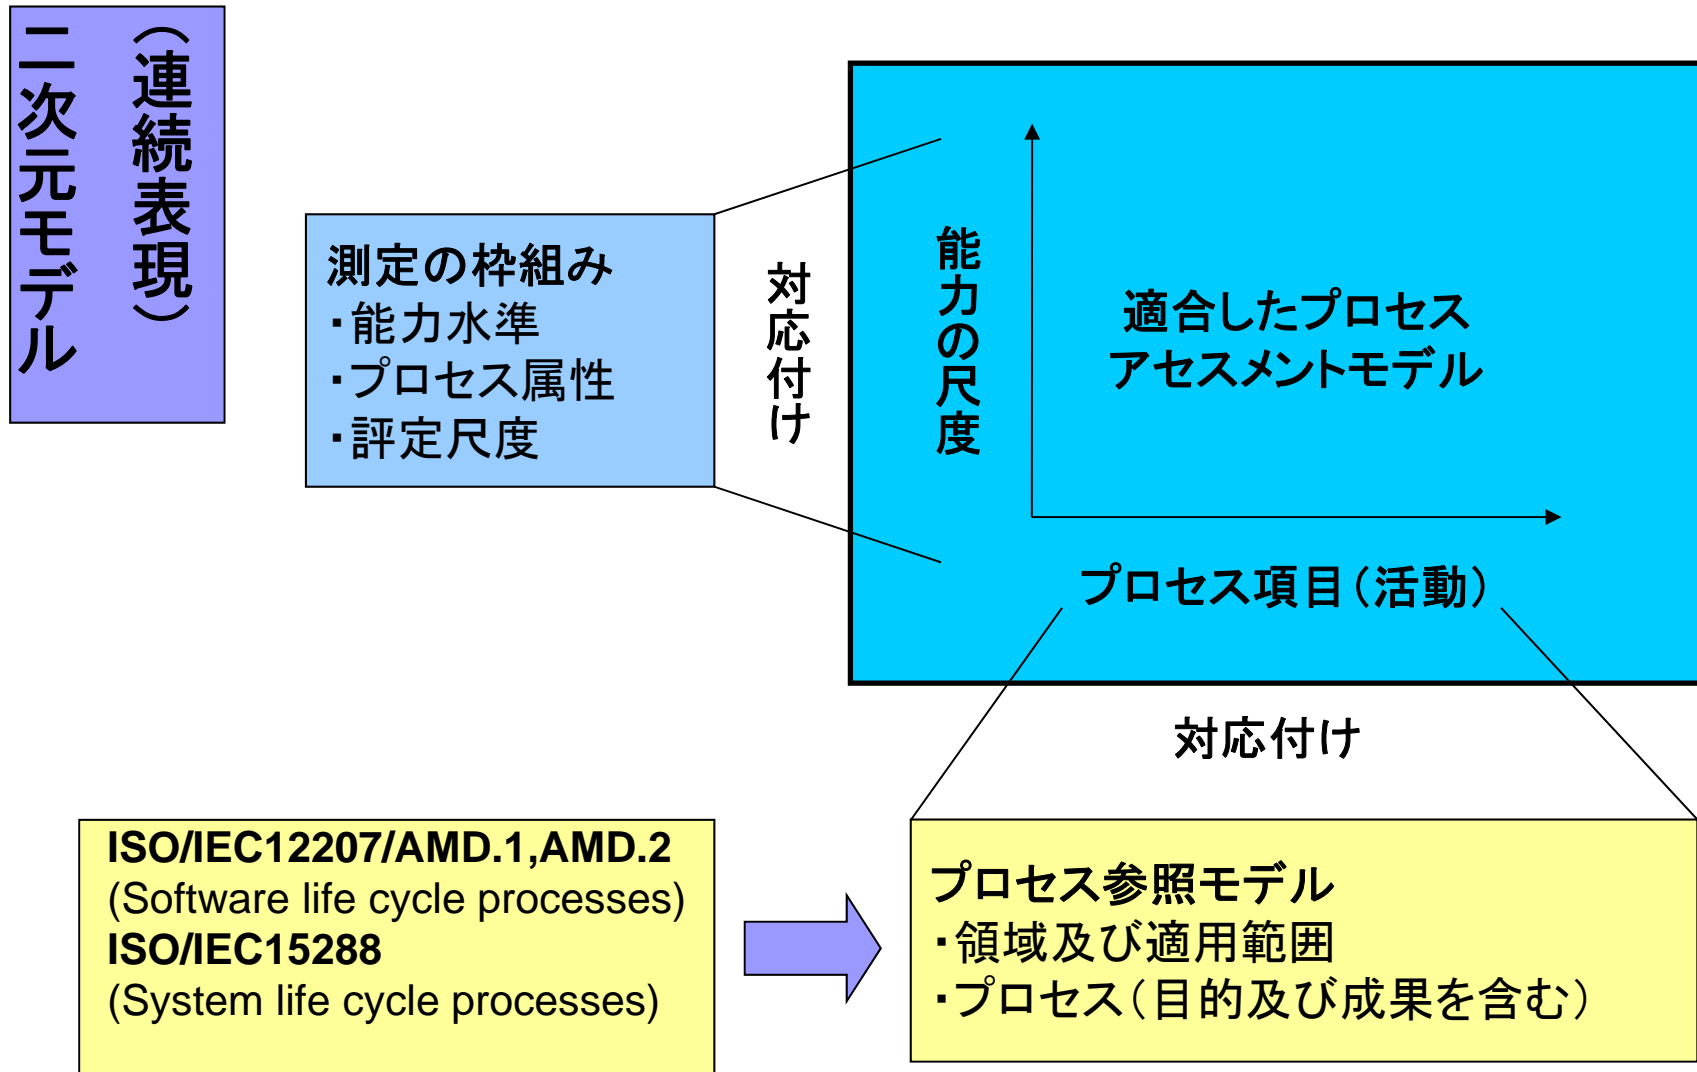 二次元モデル
（連続表現）
測定の枠組み
・能力水準
・プロセス属性
・評定尺度
対応付け
能力の尺度
適合したプロセス
アセスメントモデル
プロセス項目（活動）
対応付け
ISO/IEC12207/AMD.1,AMD.2
(Software life cycle processes)
ISO/IEC15288
(System life cycle processes)
プロセス参照モデル
・領域及び適用範囲
・プロセス（目的及び成果を含む）